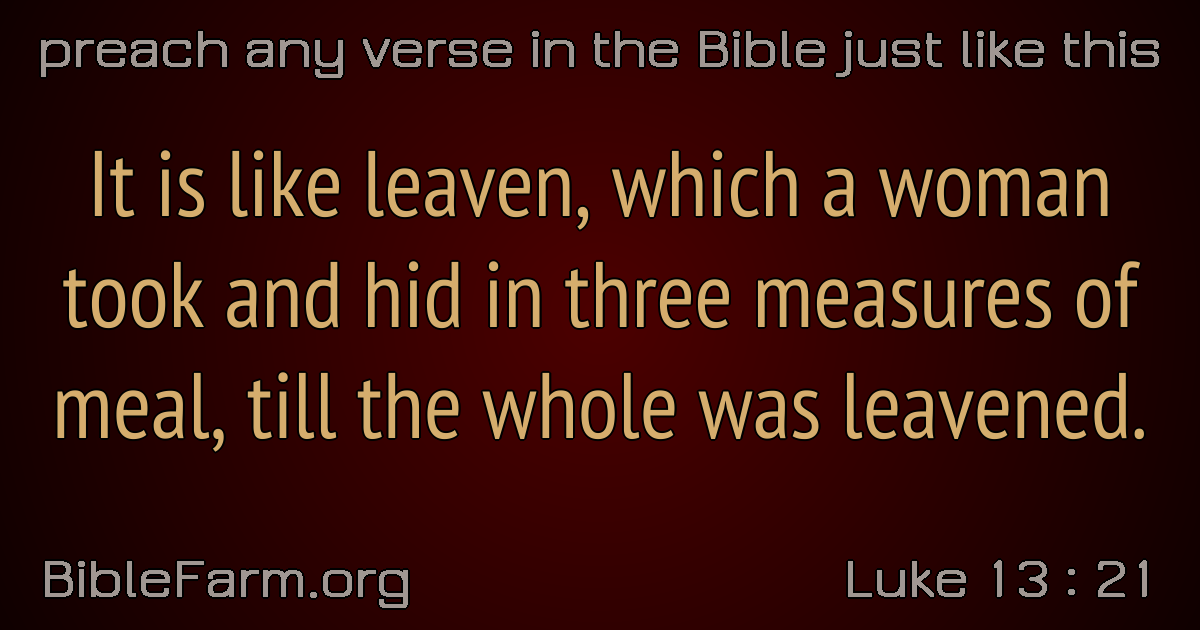 preach any verse in the Bible just like this
It is like leaven, which a woman
took and hid in three measures of
meal, till the whole was leavened.
BibleFarm.org
Luke 13 : 21